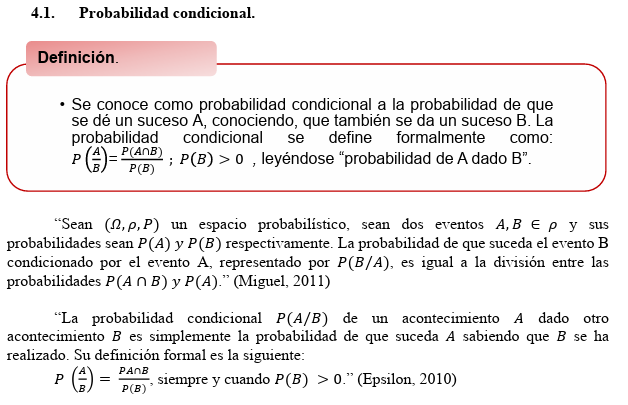 4.1. Probabilidad condicional.
Definición.
• Se conoce como probabilidad condicional a la probabilidad de que
se dé un suceso A, conociendo, que también se da un suceso B. La
probabilidad condicional se define formalmente como:
P (A/B) = P(A∩B)/P(B) ; P(B) > 0 , leyéndose “probabilidad de A dado B”.
“Sean (Ω, ρ, P) un espacio probabilístico, sean dos eventos A, B ∈ ρ y sus
probabilidades sean P(A) y P(B) respectivamente. La probabilidad de que suceda el evento B
condicionado por el evento A, representado por P(B/A), es igual a la división entre las
probabilidades P(A ∩ B) y P(A).” (Miguel, 2011)
“La probabilidad condicional P(A/B) de un acontecimiento A dado otro
acontecimiento B es simplemente la probabilidad de que suceda A sabiendo que B se ha
realizado. Su definición formal es la siguiente:
P (A/B) = PA∩B/P(B), siempre y cuando P(B) > 0.” (Epsilon, 2010)